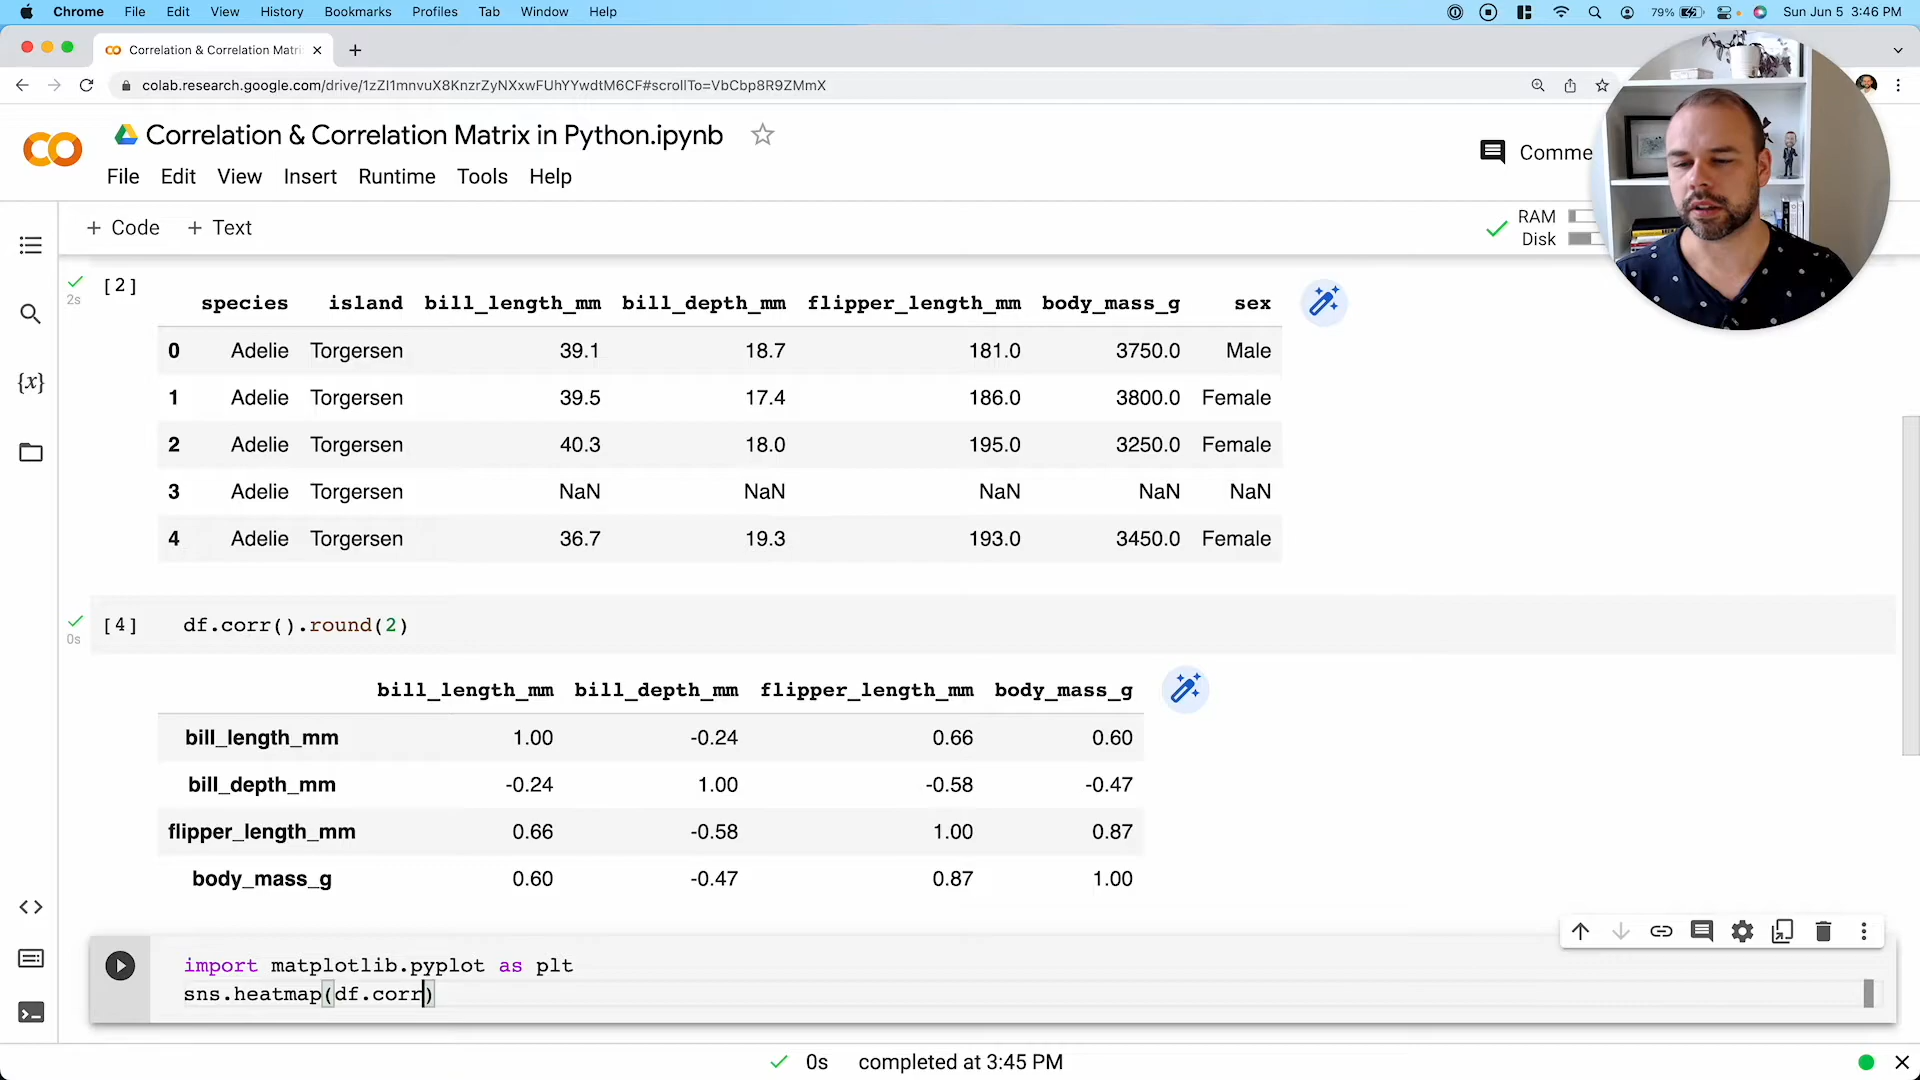 Chrome File Edit View History Bookmarks Profiles Tab Window Help 79% Sun Jun 5 3:46 PM
Correlation & Correlation Matri
colab.research.google.com/drive/1zZI1mnvuX8KnzrZyNXxwFUhYYwdtM6CF#scrollTo=VbCbp8R9ZMmX
Correlation & Correlation Matrix in Python.ipynb
File Edit View Insert Runtime Tools Help
Comme
+ Code + Text
RAM
Disk
[2]
2s
species island bill_length_mm bill_depth_mm flipper_length_mm body_mass_g sex
0 Adelie Torgersen 39.1 18.7 181.0 3750.0 Male
1 Adelie Torgersen 39.5 17.4 186.0 3800.0 Female
2 Adelie Torgersen 40.3 18.0 195.0 3250.0 Female
3 Adelie Torgersen NaN NaN NaN NaN NaN
4 Adelie Torgersen 36.7 19.3 193.0 3450.0 Female
[4] df.corr().round(2)
0s
bill_length_mm bill_depth_mm flipper_length_mm body_mass_g
bill_length_mm 1.00 -0.24 0.66 0.60
bill_depth_mm -0.24 1.00 -0.58 -0.47
flipper_length_mm 0.66 -0.58 1.00 0.87
body_mass_g 0.60 -0.47 0.87 1.00
import matplotlib.pyplot as plt
sns.heatmap(df.corr)
0s completed at 3:45 PM